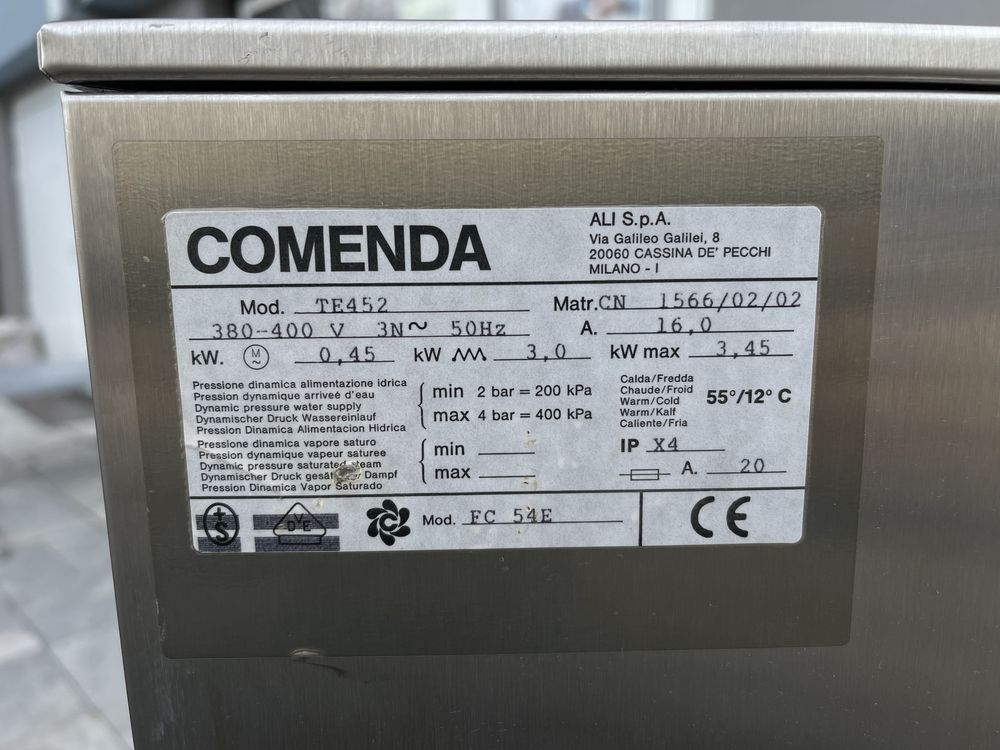 COMENDA
ALI S.p.A.
Via Galileo Galilei, 8
20060 CASSINA DE' PECCHI
MILANO - I
Mod. TE452 Matr.CN 1566/02/02
380-400 V 3N~ 50Hz A. 16,0
kW. M~ 0,45 kW 3,0 kW max 3,45
Pressione dinamica alimentazione idrica
Pression dynamique arriveé d'eau
Dynamic pressure water supply
Dynamischer Druck Wassereinlauf
Pression Dinamica Alimentacion Hidrica
min 2 bar = 200 kPa
max 4 bar = 400 kPa
Calda/Fredda
Chaude/Froid
Warm/Cold
Warm/Kalf
Caliente/Fria
55°/12° C
Pressione dinamica vapore saturo
Pression dynamique vapeur saturee
Dynamic pressure saturated steam
Dynamischer Druck Dampf
Pression Dinamica Vapor Saturado
min
max
IP X4
A. 20
+S
VDE
C
Mod. FC 54E
CE